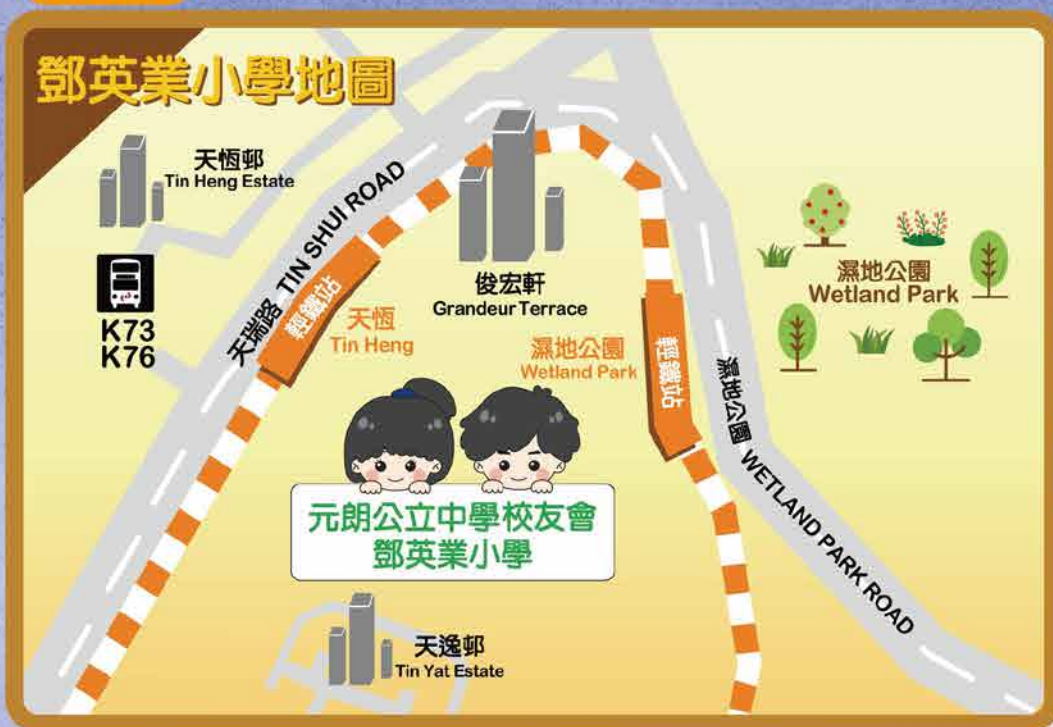 鄧英業小學地圖
天恆邨
Tin Heng Estate
K73
K76
天瑞路 TIN SHUI ROAD
輕鐵站
天恆
Tin Heng
俊宏軒
Grandeur Terrace
濕地公園
Wetland Park
輕鐵站
濕地公園
Wetland Park
濕地公園 WETLAND PARK ROAD
元朗公立中學校友會
鄧英業小學
天逸邨
Tin Yat Estate